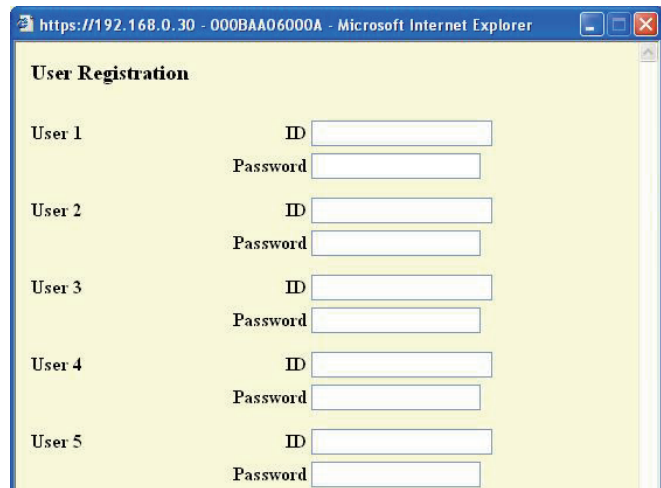 https://192.168.0.30 - 000BAA06000A - Microsoft Internet Explorer
User Registration
User 1 ID
Password
User 2 ID
Password
User 3 ID
Password
User 4 ID
Password
User 5 ID
Password